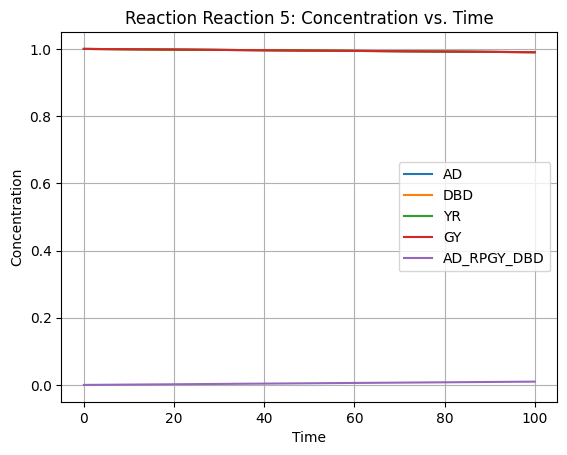 Reaction Reaction 5: Concentration vs. Time
1.0
0.8
0.6
0.4
0.2
0.0
Concentration
AD
DBD
YR
GY
AD_RPGY_DBD
0
20
40
60
80
100
Time